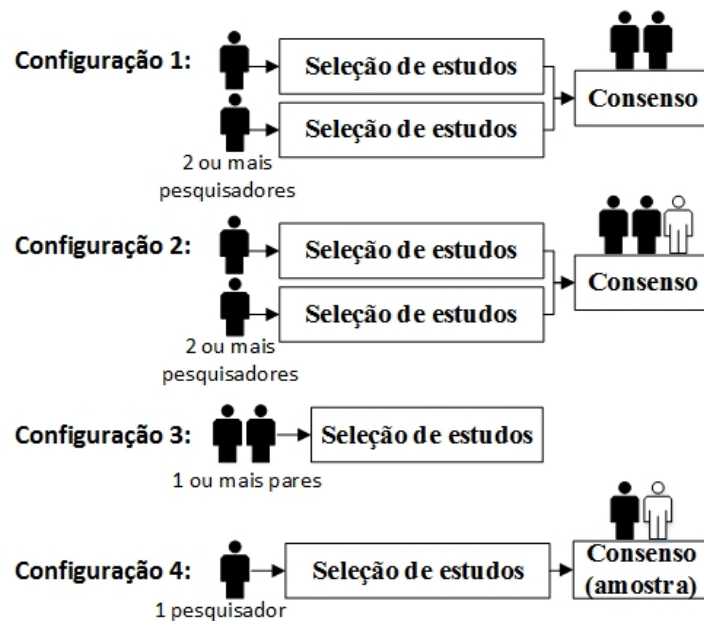 Configuração 1:
Seleção de estudos
Seleção de estudos
Consenso
2 ou mais
pesquisadores
Configuração 2:
Seleção de estudos
Seleção de estudos
Consenso
2 ou mais
pesquisadores
Configuração 3:
Seleção de estudos
1 ou mais pares
Configuração 4:
Seleção de estudos
Consenso
(amostra)
1 pesquisador